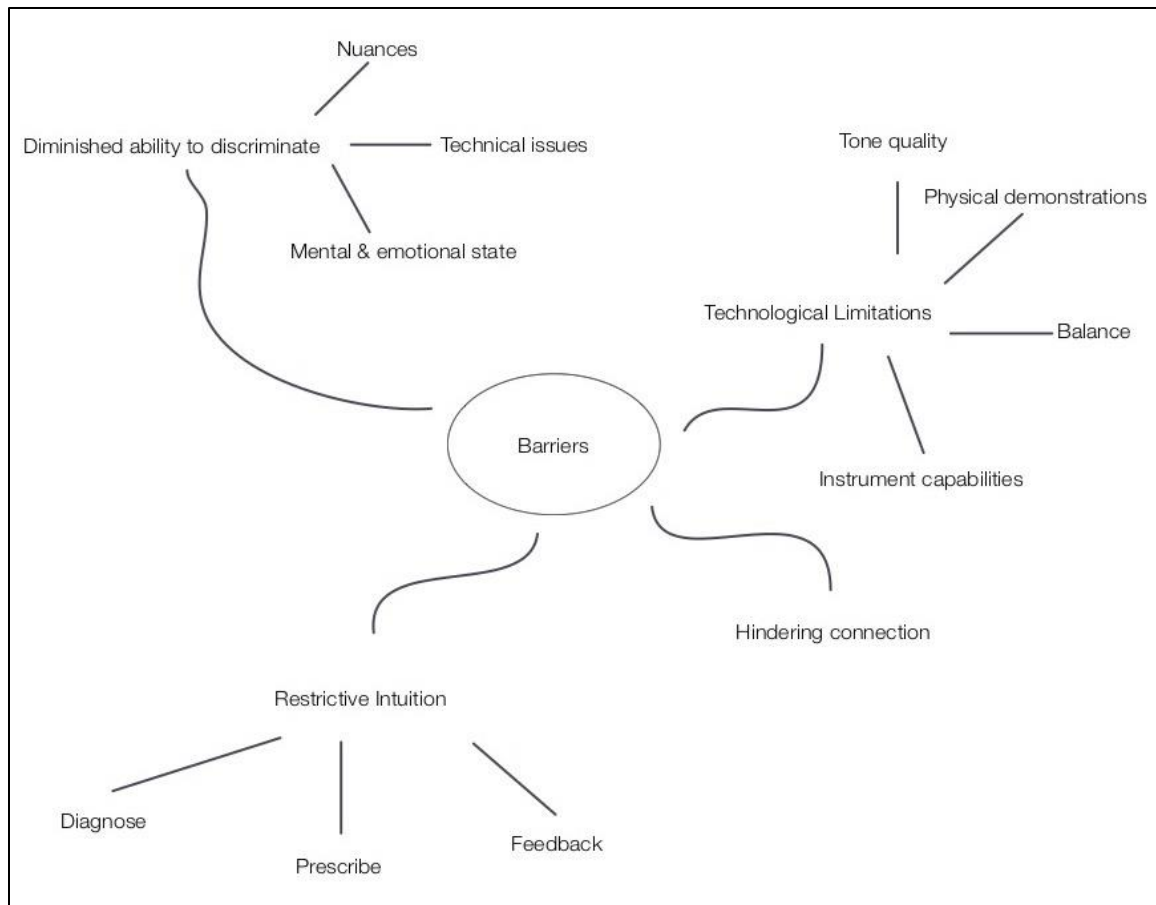 Nuances
Diminished ability to discriminate
Technical issues
Mental & emotional state
Tone quality
Physical demonstrations
Technological Limitations
Balance
Instrument capabilities
Barriers
Hindering connection
Restrictive Intuition
Diagnose
Prescribe
Feedback